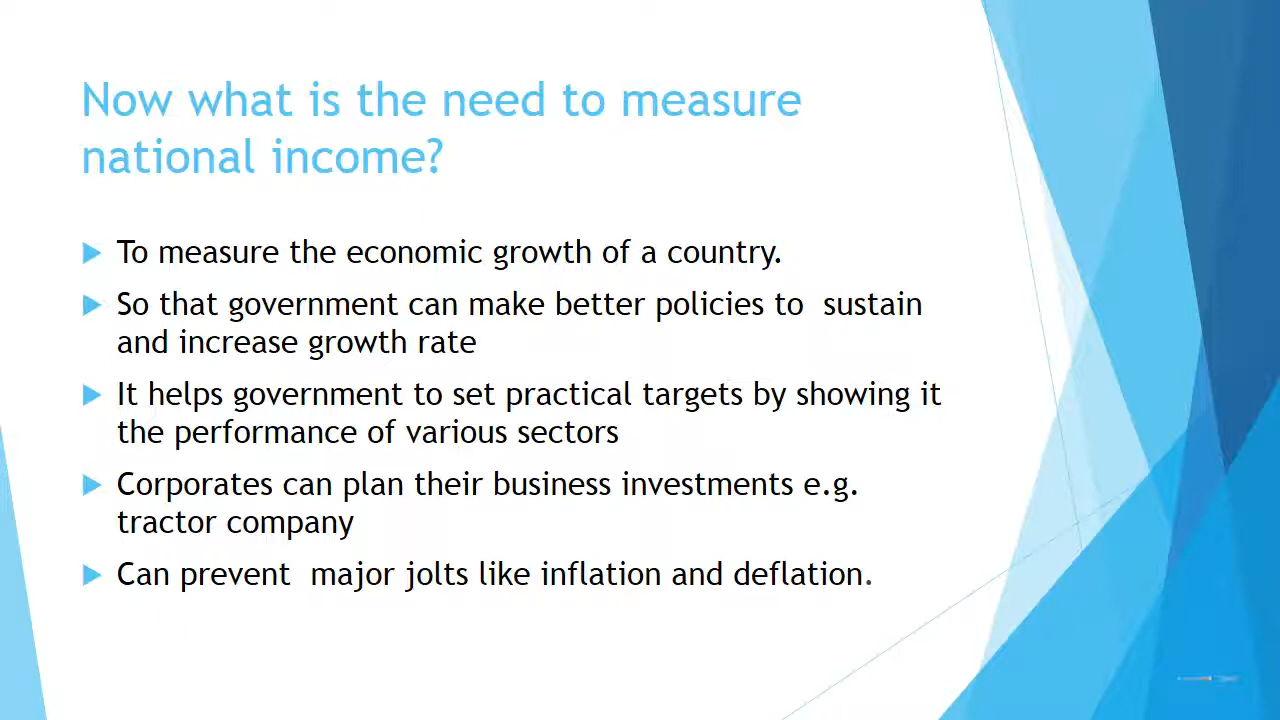 Now what is the need to measure
national income?
To measure the economic growth of a country.
So that government can make better policies to  sustain
and increase growth rate
It helps government to set practical targets by showing it
the performance of various sectors
Corporates can plan their business investments e.g.
tractor company
Can prevent  major jolts like inflation and deflation.